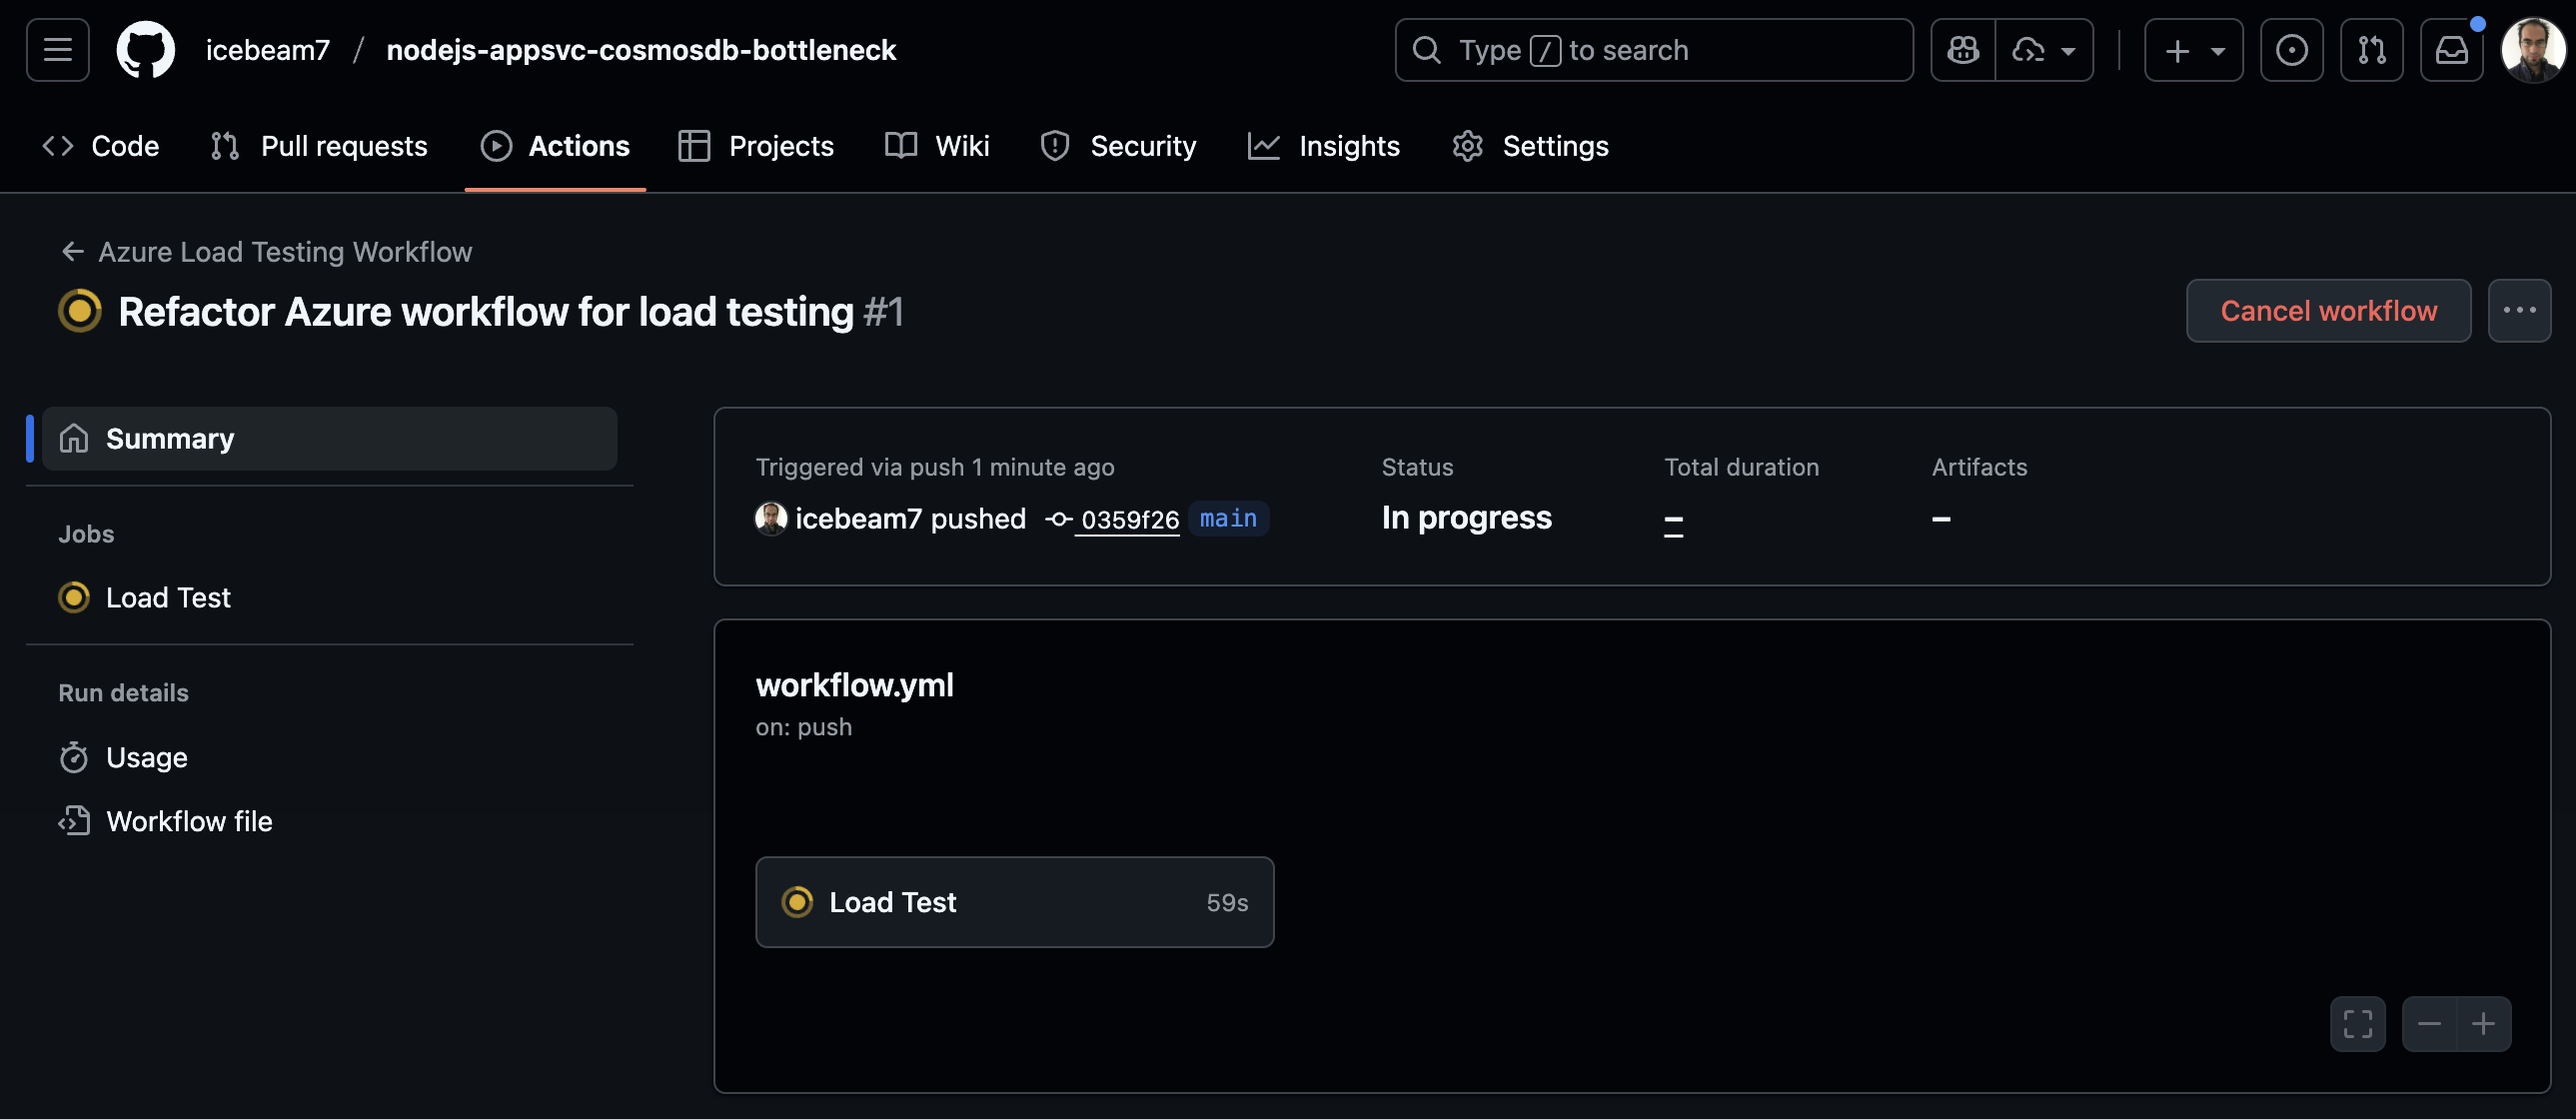 icebeam7 / nodejs-appsvc-cosmosdb-bottleneck
Type / to search
Code Pull requests Actions Projects Wiki Security Insights Settings
← Azure Load Testing Workflow
Refactor Azure workflow for load testing #1
Cancel workflow
Summary
Jobs
Load Test
Run details
Usage
Workflow file
Triggered via push 1 minute ago
icebeam7 pushed 0359f26 main
Status
In progress
Total duration
–
Artifacts
–
workflow.yml
on: push
Load Test 59s